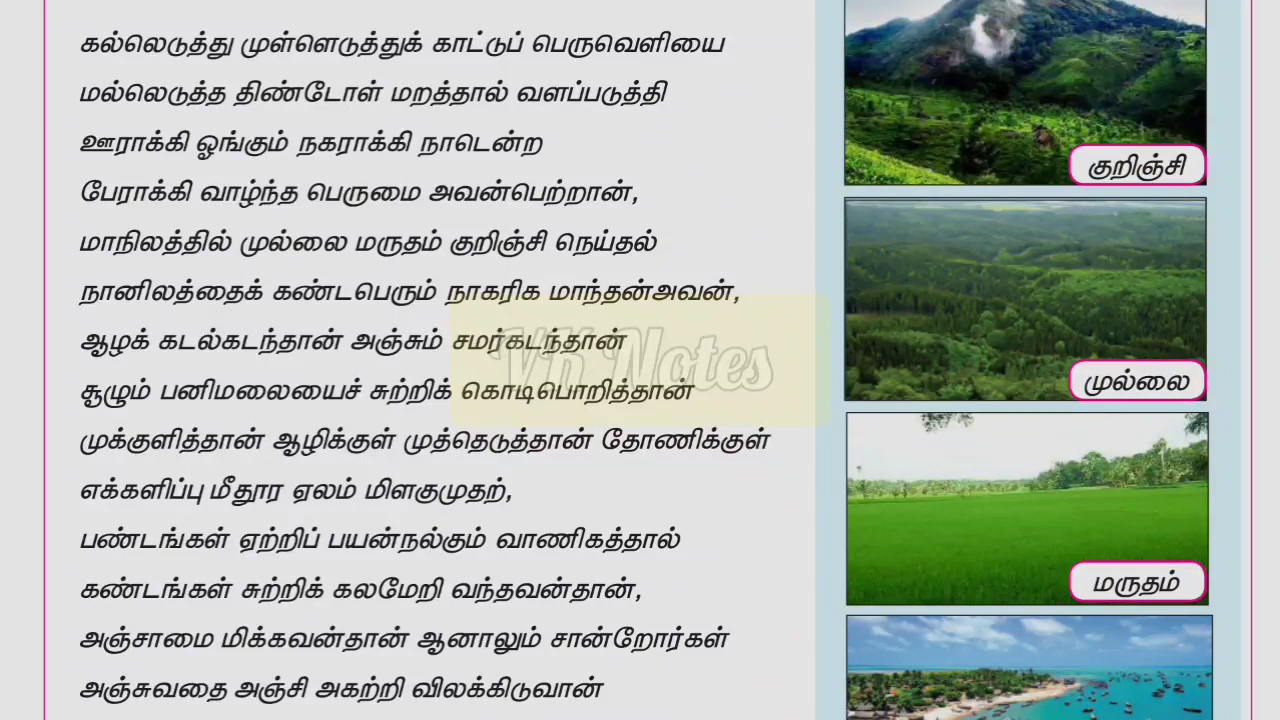 கல்லெடுத்து முள்ளெடுத்துக் காட்டுப் பெருவெளியை
மல்லெடுத்த திண்டோள் மறத்தால் வளப்படுத்தி
ஊராக்கி ஓங்கும் நகராக்கி நாடென்ற
பேராக்கி வாழ்ந்த பெருமை அவன்பெற்றான்,
மாநிலத்தில் முல்லை மருதம் குறிஞ்சி நெய்தல்
நானிலத்தைக் கண்டபெரும் நாகரிக மாந்தன்அவன்,
ஆழக் கடல்கடந்தான் அஞ்சும் சமர்கடந்தான்
சூழும் பனிமலையைச் சுற்றிக் கொடிபொறித்தான்
முக்குளித்தான் ஆழிக்குள் முத்தெடுத்தான் தோணிக்குள்
எக்களிப்பு மீதூர ஏலம் மிளகுமுதற்,
பண்டங்கள் ஏற்றிப் பயன்நல்கும் வாணிகத்தால்
கண்டங்கள் சுற்றிக் கலமேறி வந்தவன்தான்,
அஞ்சாமை மிக்கவன்தான் ஆனாலும் சான்றோர்கள்
அஞ்சுவதை அஞ்சி அகற்றி விலக்கிடுவான்
குறிஞ்சி
முல்லை
மருதம்
VK Notes